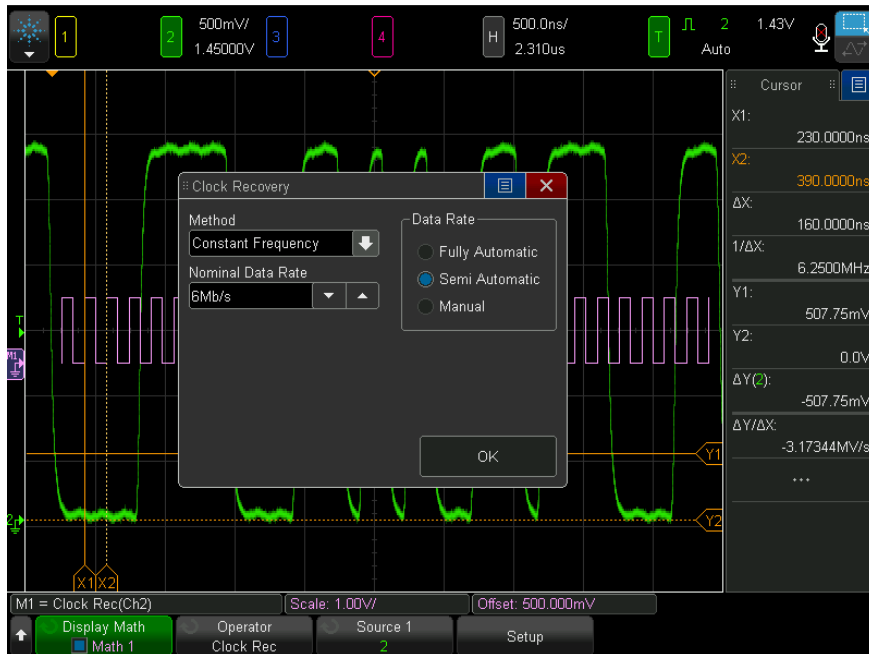 1
2
500mV/
1.45000V
3
4
H
500.0ns/
2.310us
T
2
1.43V
Auto
Cursor
X1:
230.0000ns
X2:
390.0000ns
ΔX:
160.0000ns
1/ΔX:
6.2500MHz
Y1:
507.75mV
Y2:
0.0V
ΔY(2):
-507.75mV
ΔY/ΔX:
-3.17344MV/s
...
Clock Recovery
Method
Constant Frequency
Nominal Data Rate
6Mb/s
Data Rate
Fully Automatic
Semi Automatic
Manual
OK
T
M1
2
Y1
Y2
X1
X2
M1 = Clock Rec(Ch2)
Scale: 1.00V/
Offset: 500.000mV
Display Math
Math 1
Operator
Clock Rec
Source 1
2
Setup